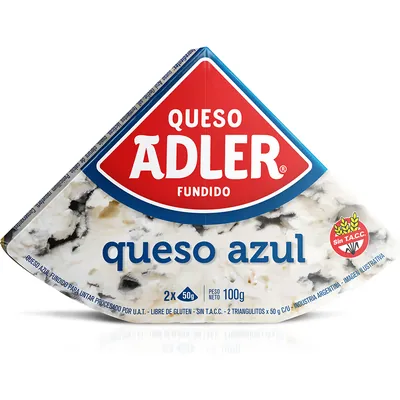 QUESO
ADLER®
FUNDIDO
queso azul
Sin T.A.C.C.
2x 50g PESO NETO 100g
QUESO AZUL FUNDIDO PARA UNTAR PROCESADO POR U.A.T. - LIBRE DE GLUTEN - SIN T.A.C.C. - 2 TRIANGULITOS x 50 g C/U - INDUSTRIA ARGENTINA - IMAGEN ILUSTRATIVA